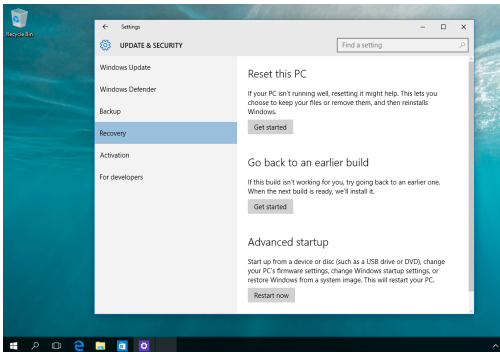 Recycle Bin
Settings
UPDATE & SECURITY
Find a setting
Windows Update
Windows Defender
Backup
Recovery
Activation
For developers
Reset this PC
If your PC isn't running well, resetting it might help. This lets you
choose to keep your files or remove them, and then reinstalls
Windows.
Get started
Go back to an earlier build
If this build isn't working for you, try going back to an earlier one.
When the next build is ready, we'll install it.
Get started
Advanced startup
Start up from a device or disc (such as a USB drive or DVD), change
your PC's firmware settings, change Windows startup settings, or
restore Windows from a system image. This will restart your PC.
Restart now